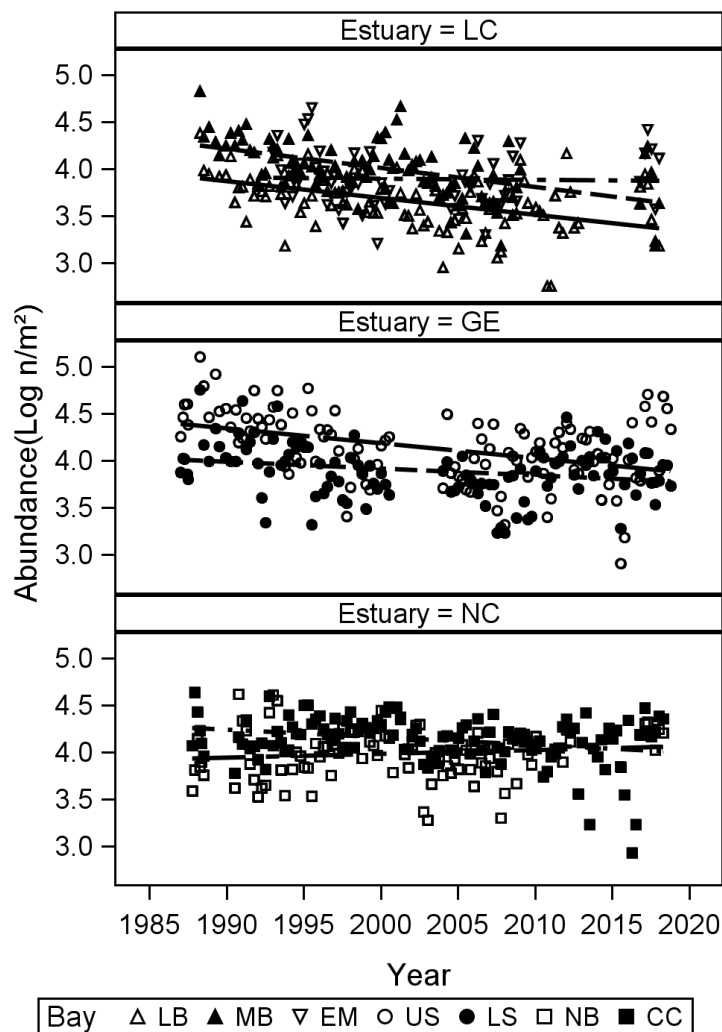 Estuary = LC
5.0
4.5
4.0
3.5
3.0
Estuary = GE
5.0
4.5
4.0
3.5
3.0
Estuary = NC
5.0
4.5
4.0
3.5
3.0
Abundance(Log n/m²)
1985 1990 1995 2000 2005 2010 2015 2020
Year
Bay LB MB EM US LS NB CC